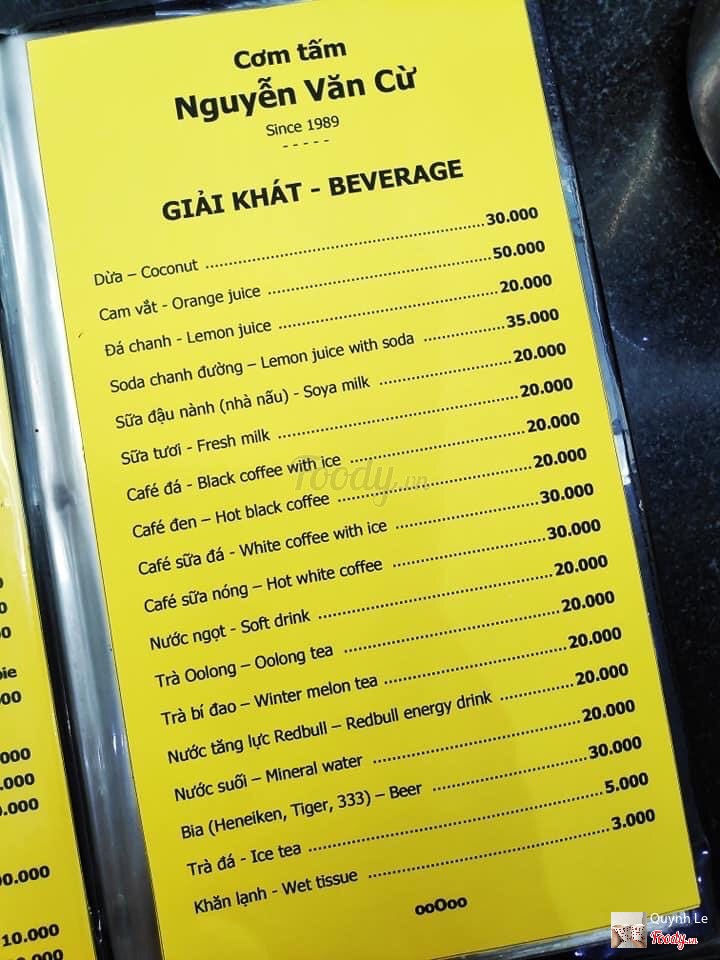 Cơm tấm
Nguyễn Văn Cừ
Since 1989
-----
GIẢI KHÁT - BEVERAGE
Dừa – Coconut ........ 30.000
Cam vắt - Orange juice ........ 50.000
Đá chanh - Lemon juice ........ 20.000
Soda chanh đường – Lemon juice with soda ........ 35.000
Sữa đậu nành (nhà nấu) - Soya milk ........ 20.000
Sữa tươi - Fresh milk ........ 20.000
Café đá - Black coffee with ice ........ 20.000
Café đen – Hot black coffee ........ 20.000
Café sữa đá - White coffee with ice ........ 30.000
Café sữa nóng – Hot white coffee ........ 30.000
Nước ngọt - Soft drink ........ 20.000
Trà Oolong – Oolong tea ........ 20.000
Trà bí đao – Winter melon tea ........ 20.000
Nước tăng lực Redbull – Redbull energy drink ........ 20.000
Nước suối – Mineral water ........ 20.000
Bia (Heneiken, Tiger, 333) – Beer ........ 30.000
Trà đá - Ice tea ........ 5.000
Khăn lạnh - Wet tissue ........ 3.000
ooOoo
Foody.vn
Quynh Le
Foody.vn